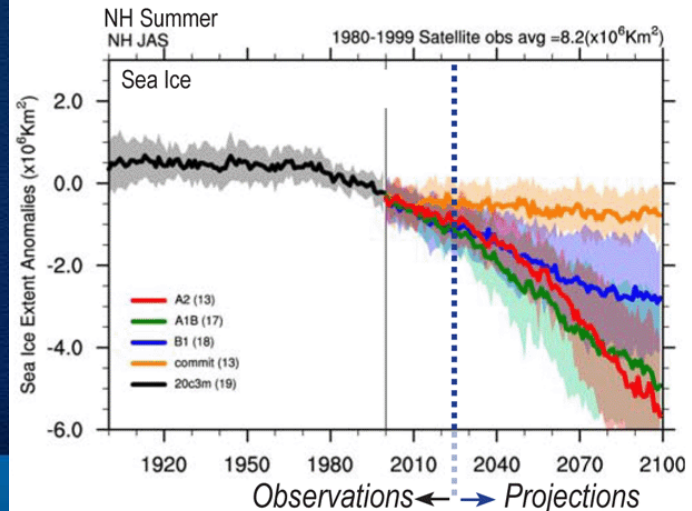 NH Summer
NH JAS 1980-1999 Satellite obs avg =8.2(x10⁶Km²)
Sea Ice
Sea Ice Extent Anomalies (x10⁶Km²)
2.0
0.0
-2.0
-4.0
-6.0
A2 (13)
A1B (17)
B1 (18)
commit (13)
20c3m (19)
1920 1950 1980 2010 2040 2070 2100
Observations Projections